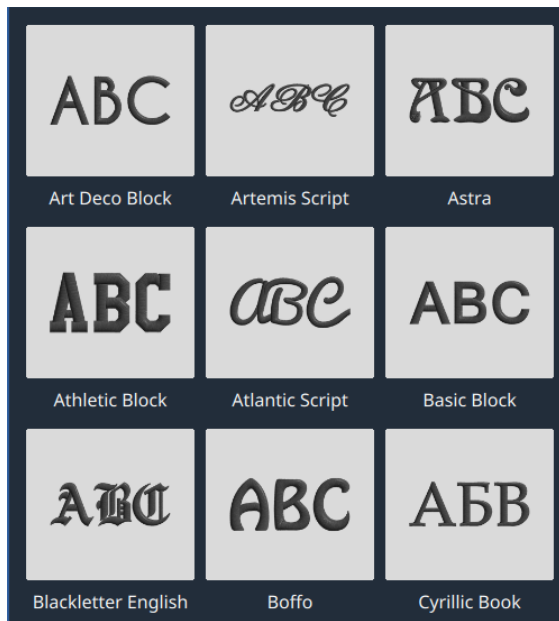 ABC ABC ABC
Art Deco Block Artemis Script Astra
ABC ABC ABC
Athletic Block Atlantic Script Basic Block
ABC ABC АБВ
Blackletter English Boffo Cyrillic Book